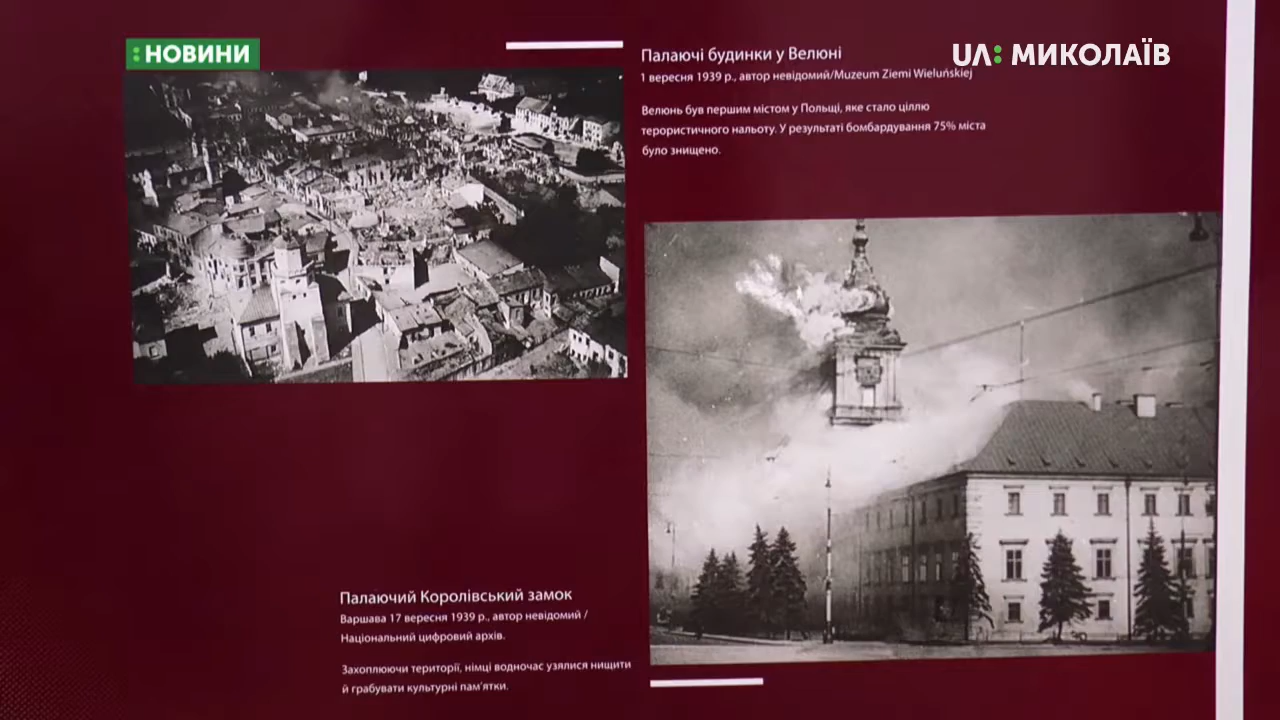 НОВИНИ
UA: МИКОЛАЇВ
Палаючі будинки у Велюні
1 вересня 1939 р., автор невідомий/Muzeum Ziemi Wieluńskiej
Велюнь був першим містом у Польщі, яке стало ціллю
терористичного нальоту. У результаті бомбардування 75% міста
було знищено.
Палаючий Королівський замок
Варшава 17 вересня 1939 р., автор невідомий /
Національний цифровий архів.
Захоплюючи території, німці водночас узялися нищити
й грабувати культурні пам'ятки.